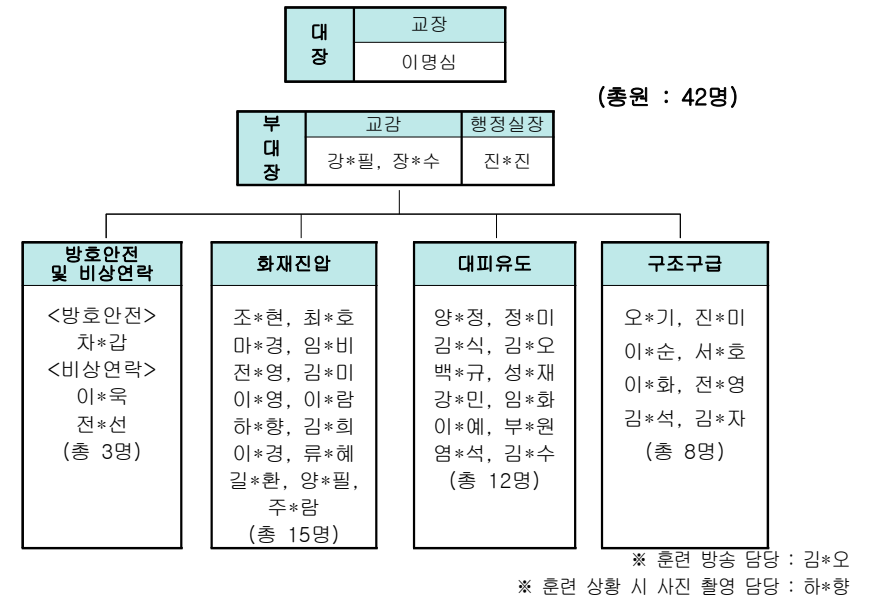 대장
교장
이명심
(총원 : 42명)
부대장
교감
행정실장
강*필, 장*수
진*진
방호안전
및 비상연락
<방호안전>
차*갑
<비상연락>
이*욱
전*선
(총 3명)
화재진압
조*현, 최*호
마*경, 임*비
전*영, 김*미
이*영, 이*람
하*향, 김*희
이*경, 류*혜
길*환, 양*필,
주*람
(총 15명)
대피유도
양*정, 정*미
김*식, 김*오
백*규, 성*재
강*민, 임*화
이*예, 부*원
염*석, 김*수
(총 12명)
구조구급
오*기, 진*미
이*순, 서*호
이*화, 전*영
김*석, 김*자
(총 8명)
※ 훈련 방송 담당 : 김*오
※ 훈련 상황 시 사진 촬영 담당 : 하*향